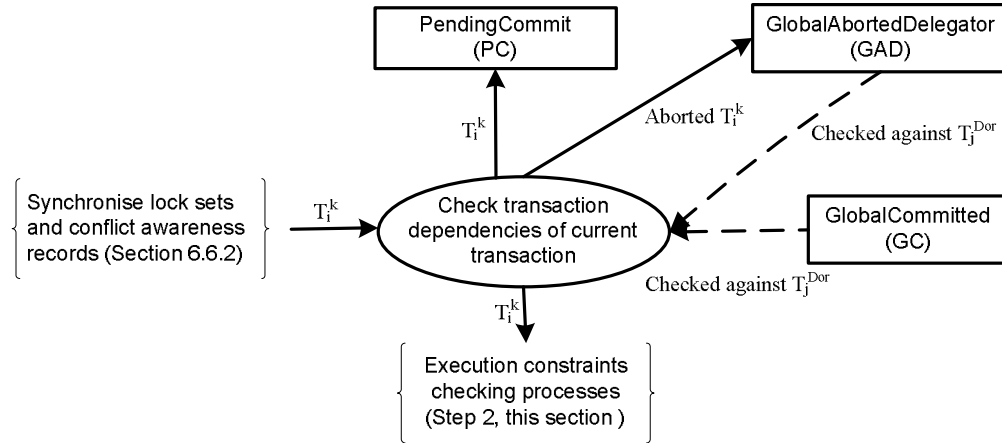 PendingCommit
(PC)
GlobalAbortedDelegator
(GAD)
T_i^k
Aborted T_i^k
Checked against T_j^Dor
Synchronise lock sets
and conflict awareness
records (Section 6.6.2)
T_i^k
Check transaction
dependencies of current
transaction
GlobalCommitted
(GC)
Checked against T_j^Dor
T_i^k
Execution constraints
checking processes
(Step 2, this section )